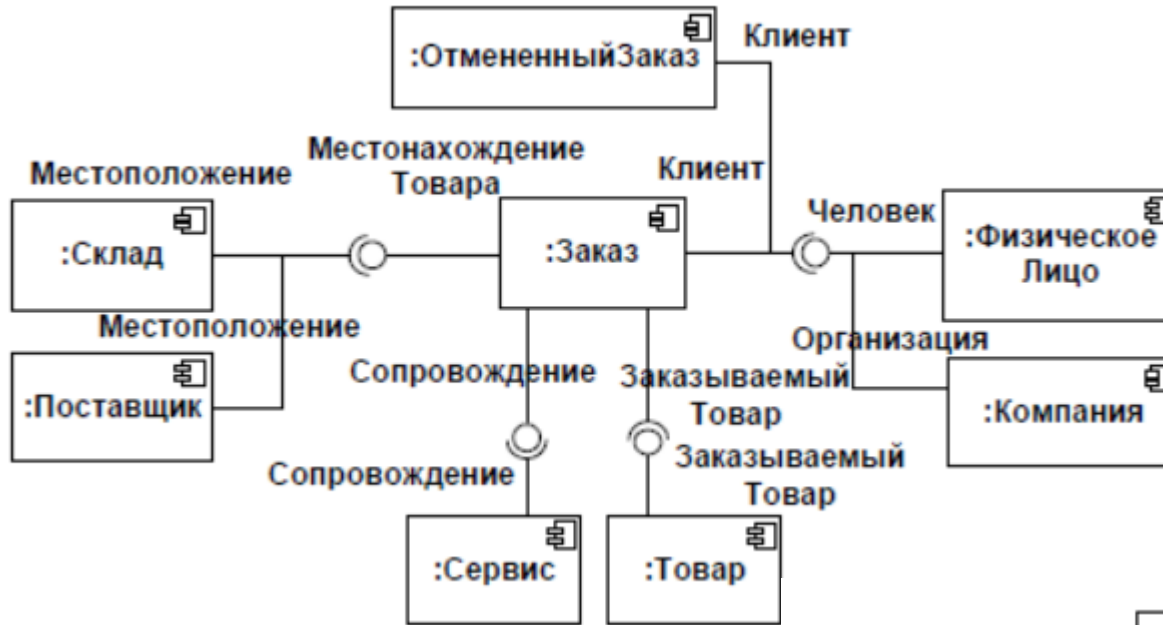 :ОтмененныйЗаказ
Клиент
Местонахождение
Товара
Клиент
Местоположение
Человек
:Склад
:Заказ
:Физическое
Лицо
Местоположение
Организация
Сопровождение
Заказываемый
Товар
:Поставщик
:Компания
Сопровождение
Заказываемый
Товар
:Сервис
:Товар